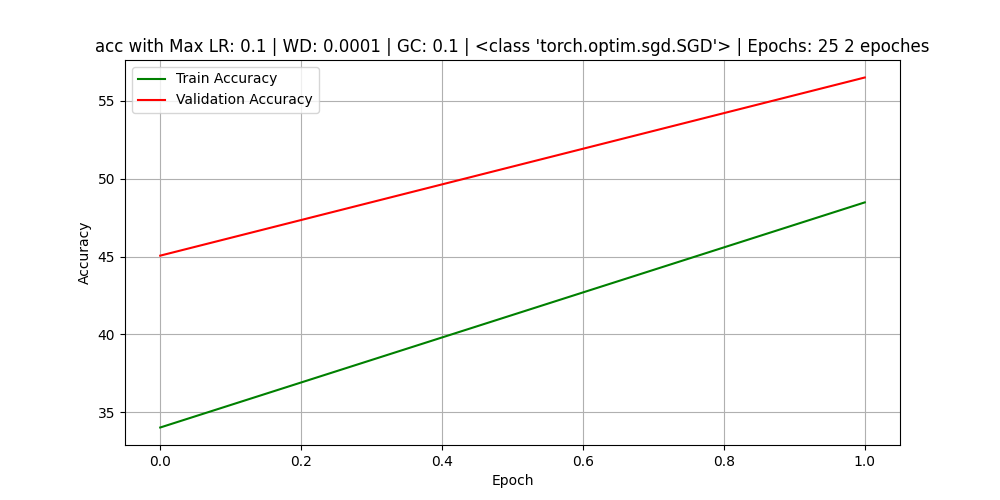 acc with Max LR: 0.1 | WD: 0.0001 | GC: 0.1 | <class 'torch.optim.sgd.SGD'> | Epochs: 25 2 epoches
Train Accuracy
Validation Accuracy
55
50
45
40
35
Accuracy
0.0 0.2 0.4 0.6 0.8 1.0
Epoch